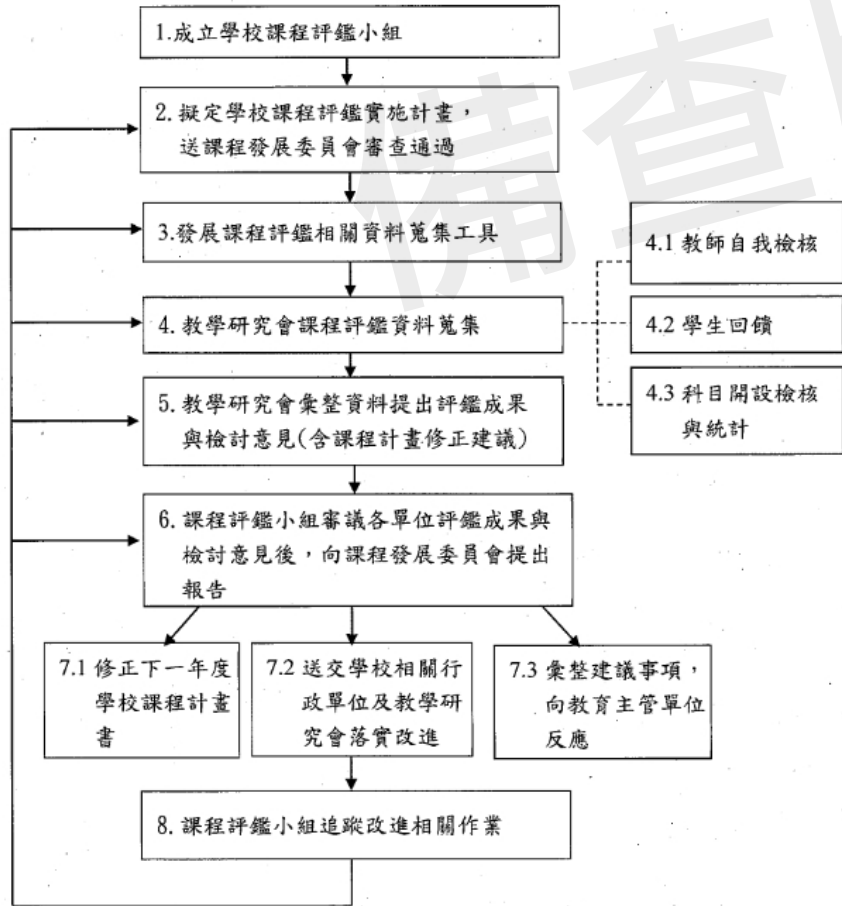 1.成立學校課程評鑑小組
2. 擬定學校課程評鑑實施計畫，
送課程發展委員會審查通過
3.發展課程評鑑相關資料蒐集工具
4. 教學研究會課程評鑑資料蒐集
4.1 教師自我檢核
4.2 學生回饋
4.3 科目開設檢核
與統計
5. 教學研究會彙整資料提出評鑑成果
與檢討意見(含課程計畫修正建議)
6. 課程評鑑小組審議各單位評鑑成果與
檢討意見後，向課程發展委員會提出
報告
7.1 修正下一年度
學校課程計畫
書
7.2 送交學校相關行
政單位及教學研
究會落實改進
7.3 彙整建議事項，
向教育主管單位
反應
8. 課程評鑑小組追蹤改進相關作業
備查